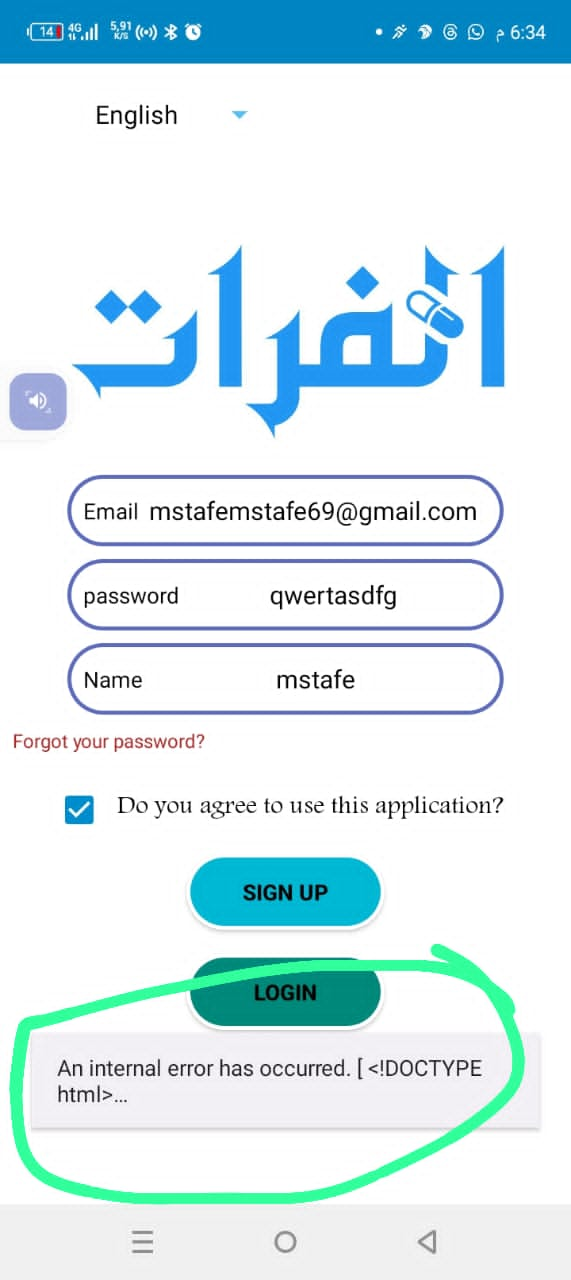 14 4G 5,91 K/S م 6:34
English
الفرات
Email mstafemstafe69@gmail.com
password qwertasdfg
Name mstafe
Forgot your password?
Do you agree to use this application?
SIGN UP
LOGIN
An internal error has occurred. [ <!DOCTYPE
html>...